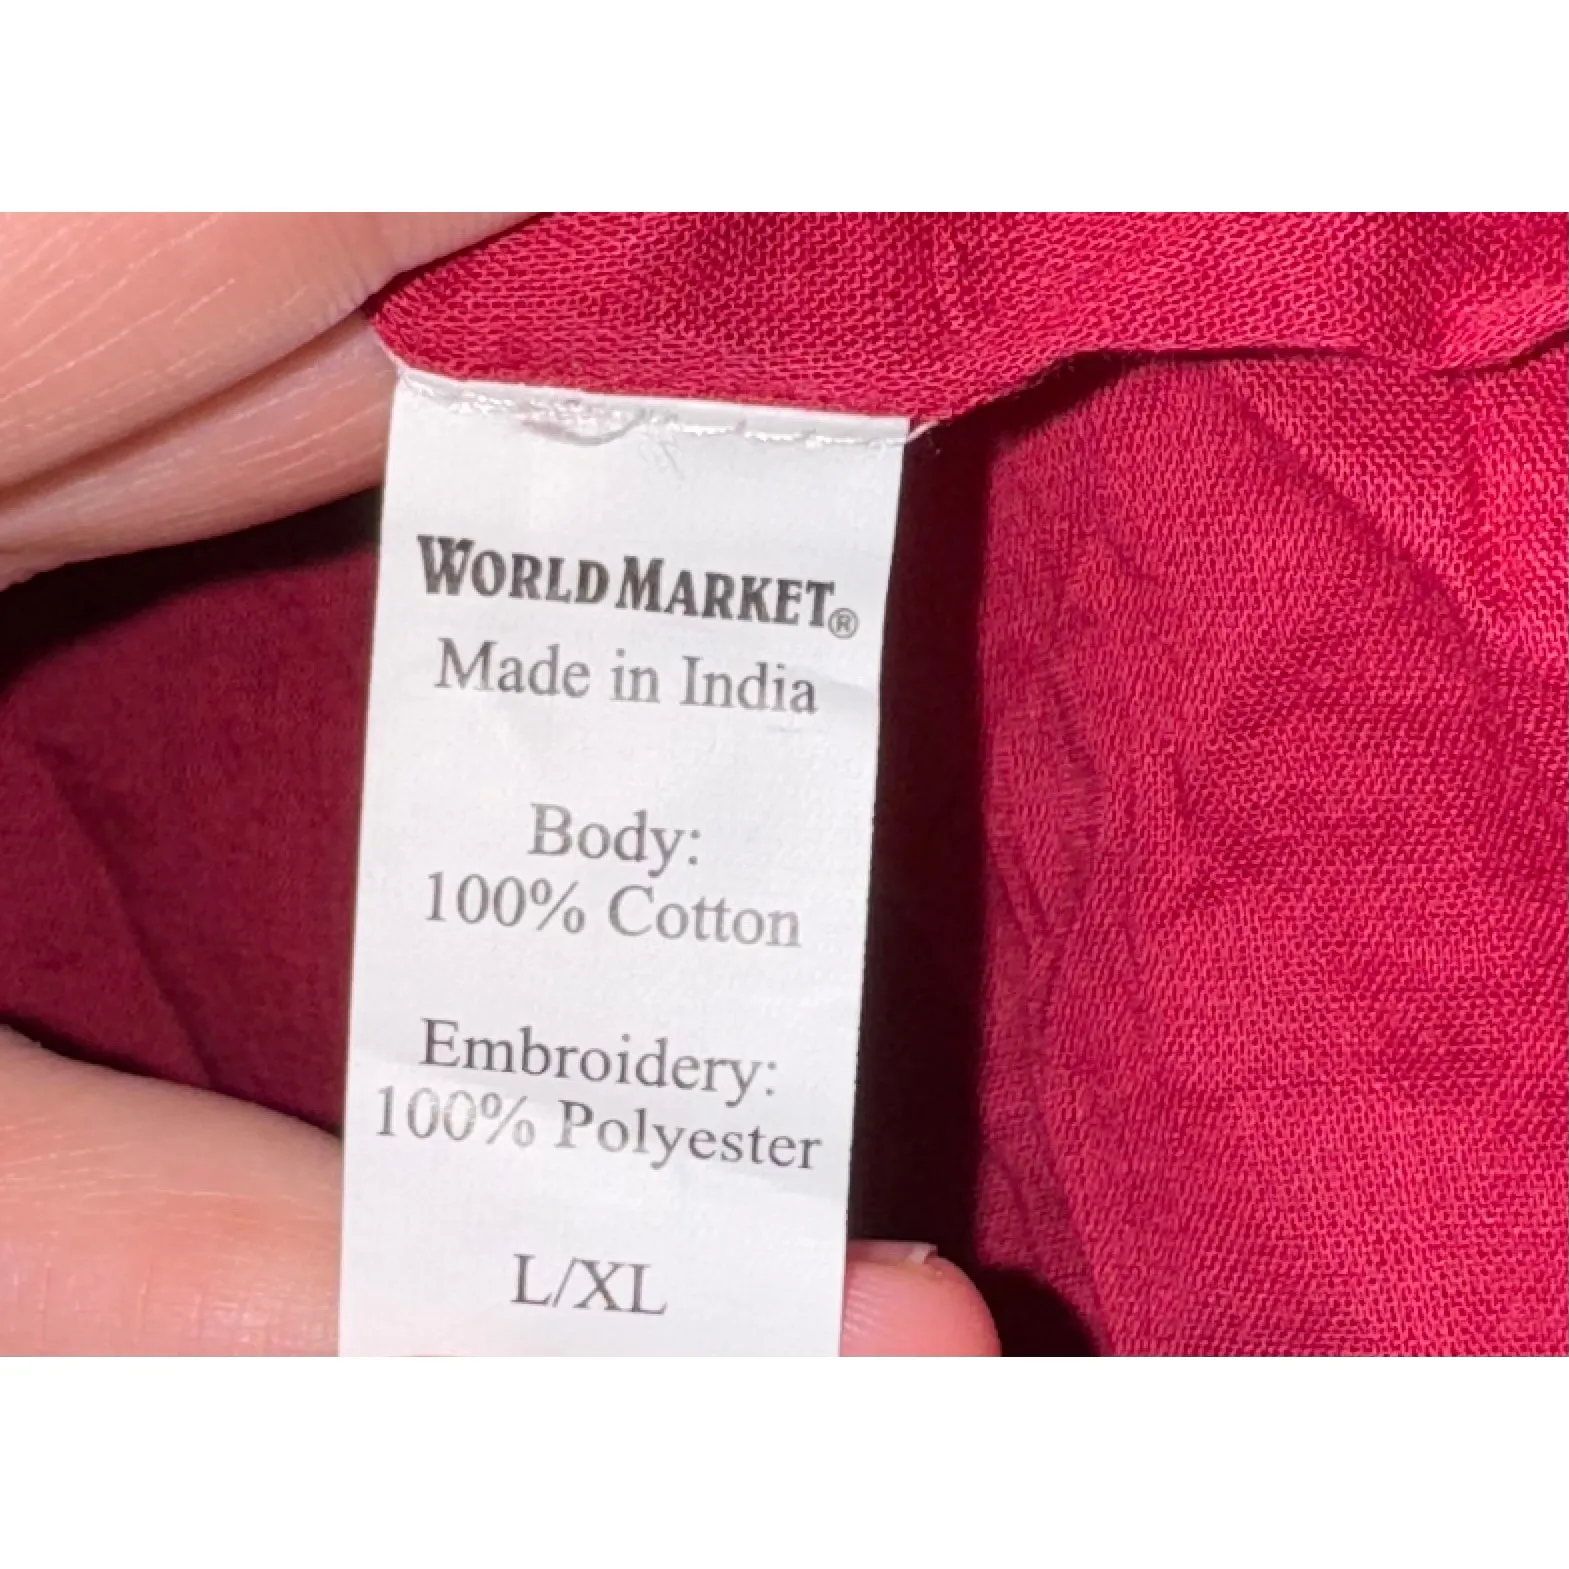 WORLD MARKET®
Made in India
Body:
100% Cotton
Embroidery:
100% Polyester
L/XL